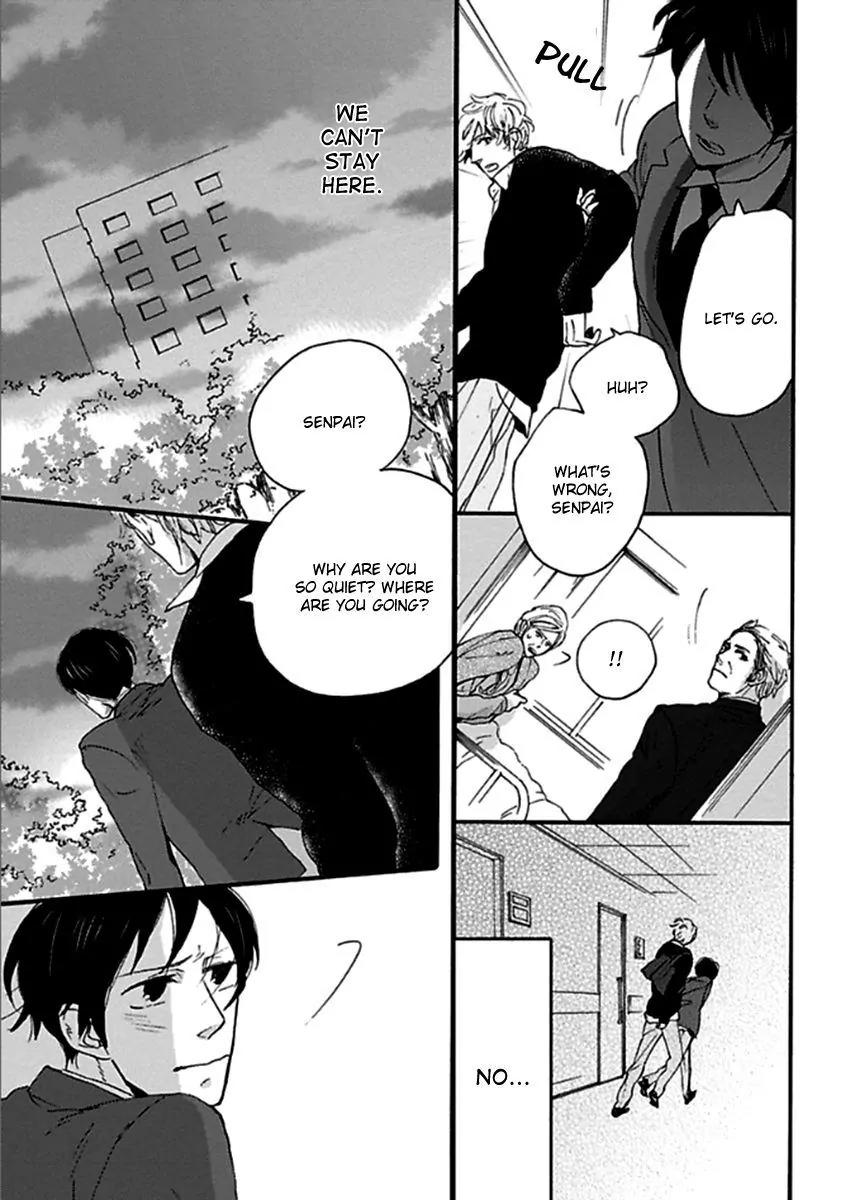 PULL
LET'S GO.
HUH?
WHAT'S
WRONG,
SENPAI?
!!
NO...
WE
CAN'T
STAY
HERE.
SENPAI?
WHY ARE YOU
SO QUIET? WHERE
ARE YOU GOING?